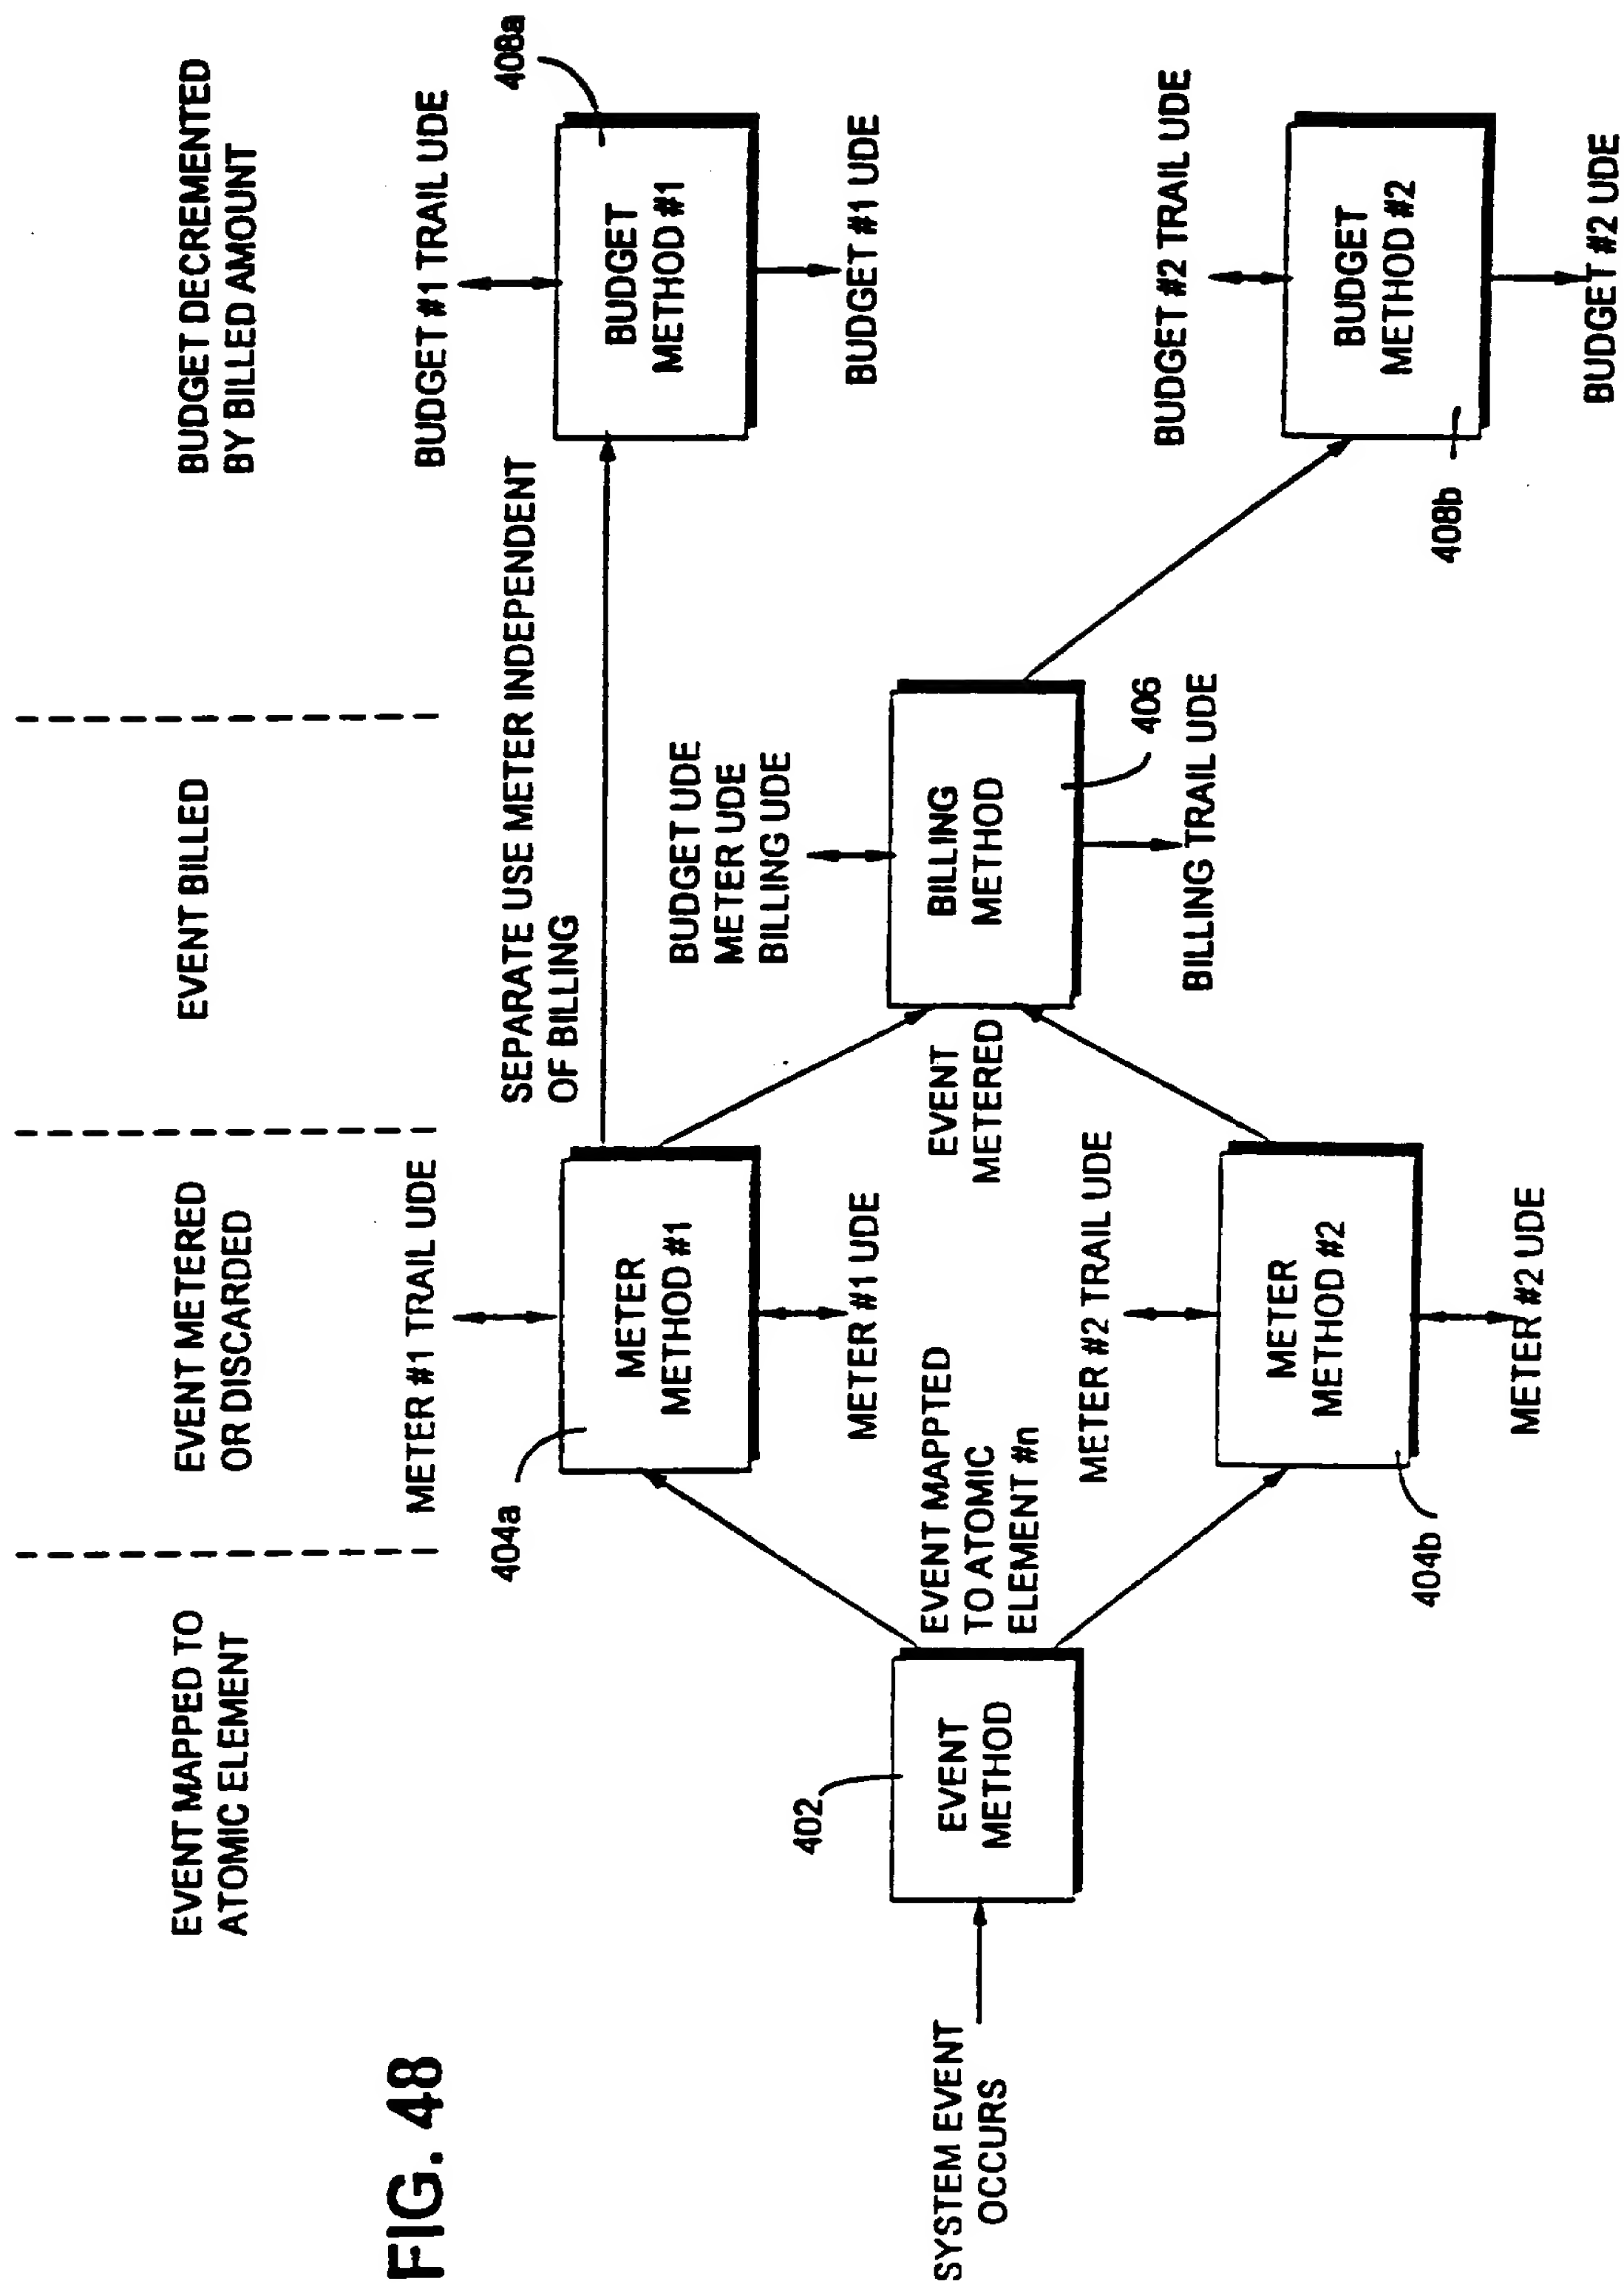 FIG. 48
EVENT MAPPED TO
ATOMIC ELEMENT
EVENT METERED
OR DISCARDED
EVENT BILLED
BUDGET DECREMENTED
BY BILLED AMOUNT
METER #1 TRAIL UDE
404a
METER
METHOD #1
METER #1 UDE
SEPARATE USE METER INDEPENDENT
OF BILLING
BUDGET #1 TRAIL UDE
408a
BUDGET
METHOD #1
BUDGET #1 UDE
SYSTEM EVENT
OCCURS
402
EVENT
METHOD
EVENT MAPPTED
TO ATOMIC
ELEMENT #n
EVENT
METERED
BUDGET UDE
METER UDE
BILLING UDE
BILLING
METHOD
406
BILLING TRAIL UDE
METER #2 TRAIL UDE
METER
METHOD #2
404b
METER #2 UDE
BUDGET #2 TRAIL UDE
BUDGET
METHOD #2
408b
BUDGET #2 UDE